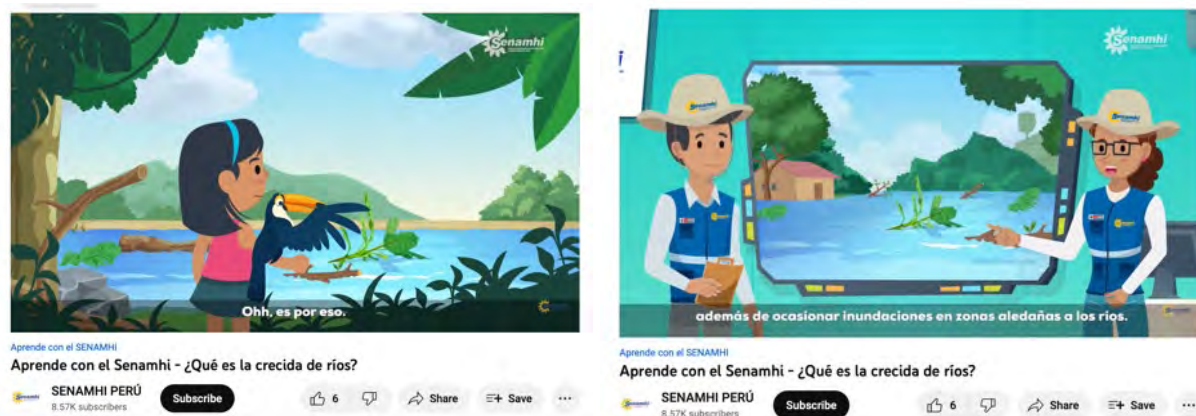 Senamhi
Ohh, es por eso.
Aprende con el SENAMHI
Aprende con el Senamhi - ¿Qué es la crecida de ríos?
SENAMHI PERÚ
8.57K subscribers
Subscribe
6
Share
Save
Senamhi
Senamhi
Senamhi
además de ocasionar inundaciones en zonas aledañas a los ríos.
Aprende con el SENAMHI
Aprende con el Senamhi - ¿Qué es la crecida de ríos?
SENAMHI PERÚ
8.57K subscribers
Subscribe
6
Share
Save